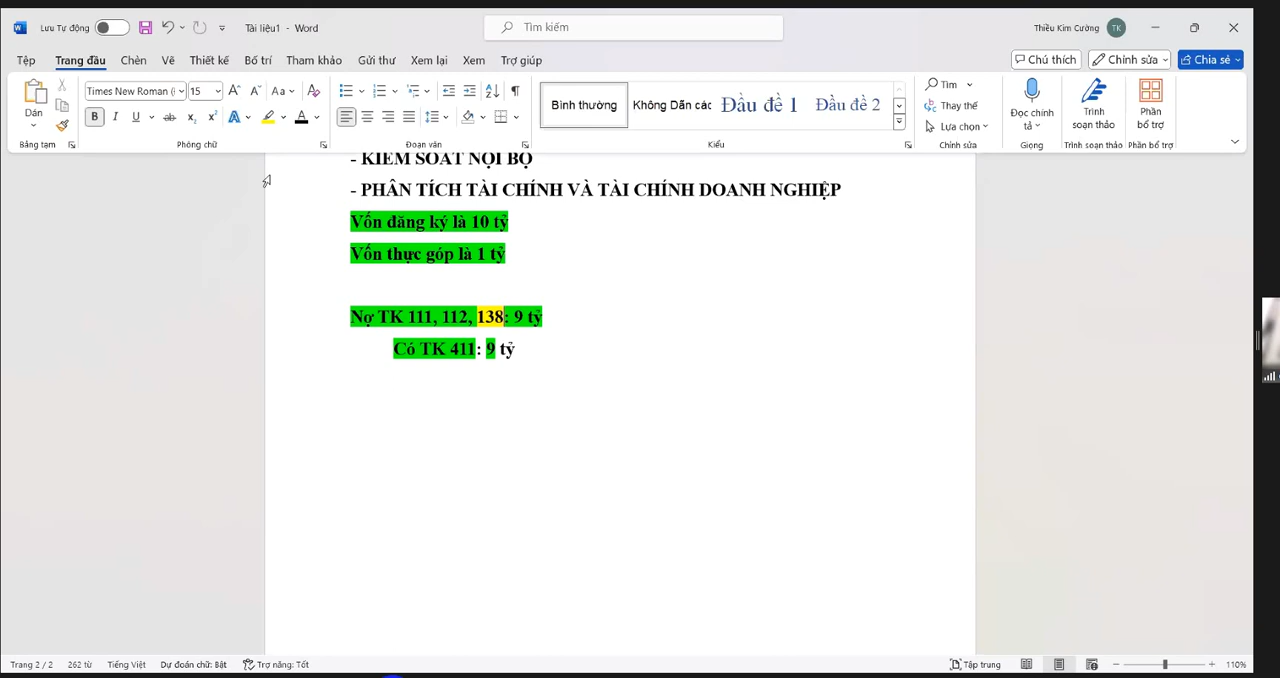 Lưu Tự động
Tài liệu1 - Word
Tìm kiếm
Thiều Kim Cường
TK
Tệp
Trang đầu
Chèn
Vẽ
Thiết kế
Bố trí
Tham khảo
Gửi thư
Xem lại
Xem
Trợ giúp
Chú thích
Chỉnh sửa
Chia sẻ
Dán
Times New Roman (
15
Bình thường
Không Dãn các
Đầu đề 1
Đầu đề 2
Tìm
Thay thế
Lựa chọn
Đọc chính
tả
Trình
soạn thảo
Phần
bổ trợ
Bảng tạm
Phông chữ
Đoạn văn
Kiểu
Chỉnh sửa
Giọng
Trình soạn thảo
Phần bổ trợ
- KIỂM SOÁT NỘI BỘ
- PHÂN TÍCH TÀI CHÍNH VÀ TÀI CHÍNH DOANH NGHIỆP
Vốn đăng ký là 10 tỷ
Vốn thực góp là 1 tỷ
Nợ TK 111, 112, 138: 9 tỷ
Có TK 411: 9 tỷ
Trang 2 / 2
262 từ
Tiếng Việt
Dự đoán chữ: Bật
Trợ năng: Tốt
Tập trung
110%